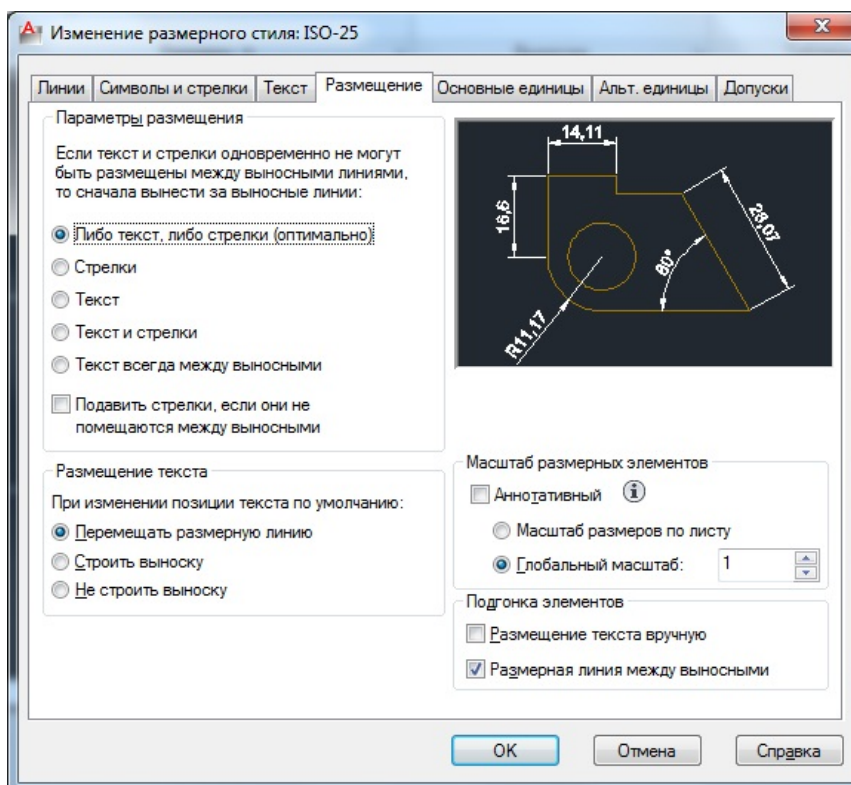 Изменение размерного стиля: ISO-25
Линии Символы и стрелки Текст Размещение Основные единицы Альт. единицы Допуски
Параметры размещения
Если текст и стрелки одновременно не могут
быть размещены между выносными линиями,
то сначала вынести за выносные линии:
Либо текст, либо стрелки (оптимально)
Стрелки
Текст
Текст и стрелки
Текст всегда между выносными
Подавить стрелки, если они не
помещаются между выносными
Размещение текста
При изменении позиции текста по умолчанию:
Перемещать размерную линию
Строить выноску
Не строить выноску
14,11
16,6
28,07
60°
R11,17
Масштаб размерных элементов
Аннотативный
Масштаб размеров по листу
Глобальный масштаб: 1
Подгонка элементов
Размещение текста вручную
Размерная линия между выносными
OK Отмена Справка